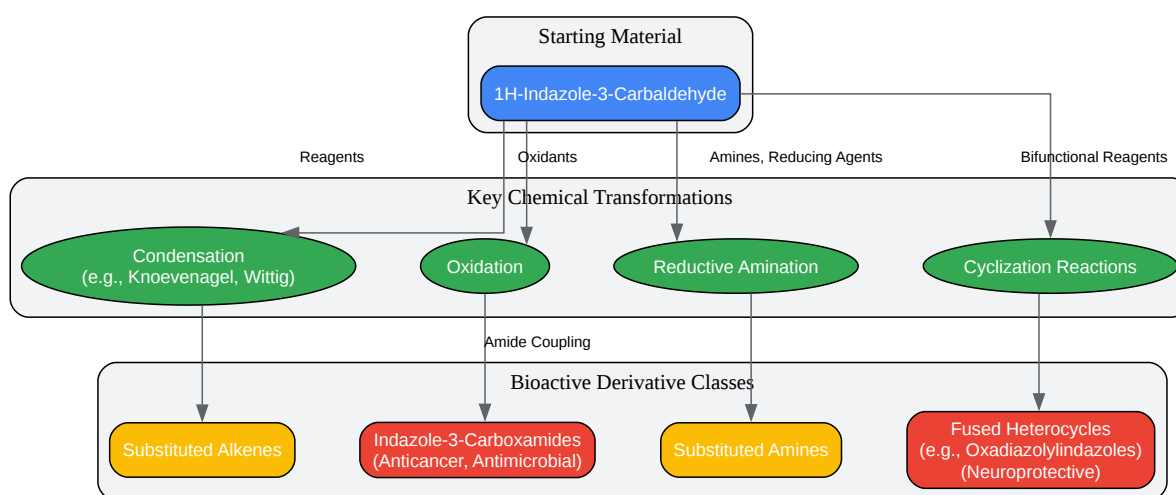 Starting Material
1H-Indazole-3-Carbaldehyde
Reagents
Oxidants
Amines, Reducing Agents
Bifunctional Reagents
Key Chemical Transformations
Condensation
(e.g., Knoevenagel, Wittig)
Oxidation
Reductive Amination
Cyclization Reactions
Amide Coupling
Bioactive Derivative Classes
Substituted Alkenes
Indazole-3-Carboxamides
(Anticancer, Antimicrobial)
Substituted Amines
Fused Heterocycles
(e.g., Oxadiazolylindazoles)
(Neuroprotective)